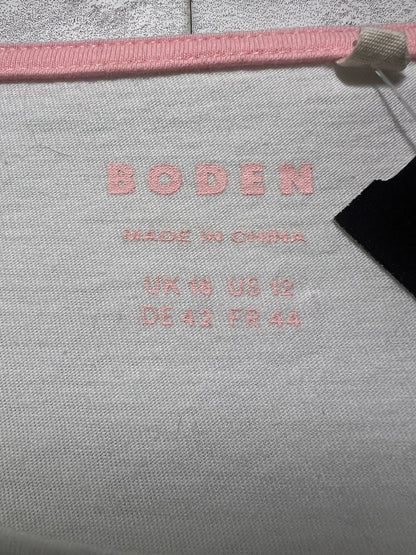 BODEN
MADE IN CHINA
UK 16 US 12
DE 42 FR 44